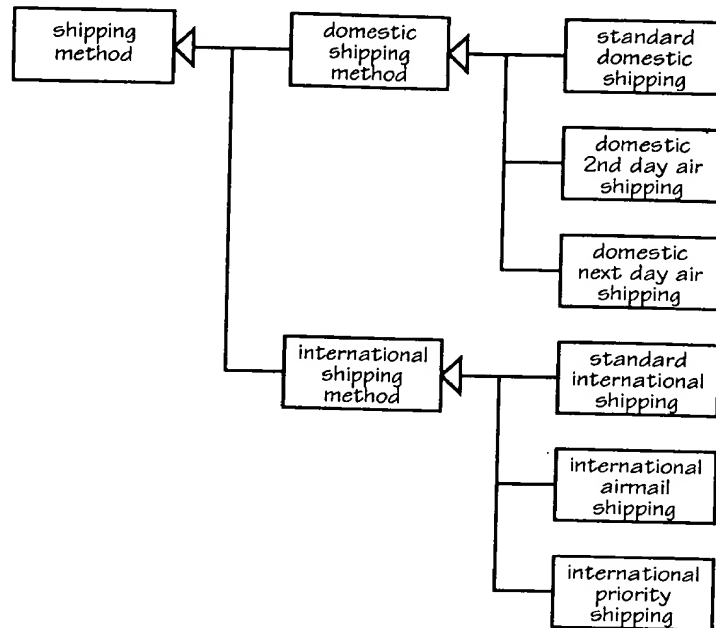 shipping
method
domestic
shipping
method
standard
domestic
shipping
domestic
2nd day air
shipping
domestic
next day air
shipping
international
shipping
method
standard
international
shipping
international
airmail
shipping
international
priority
shipping